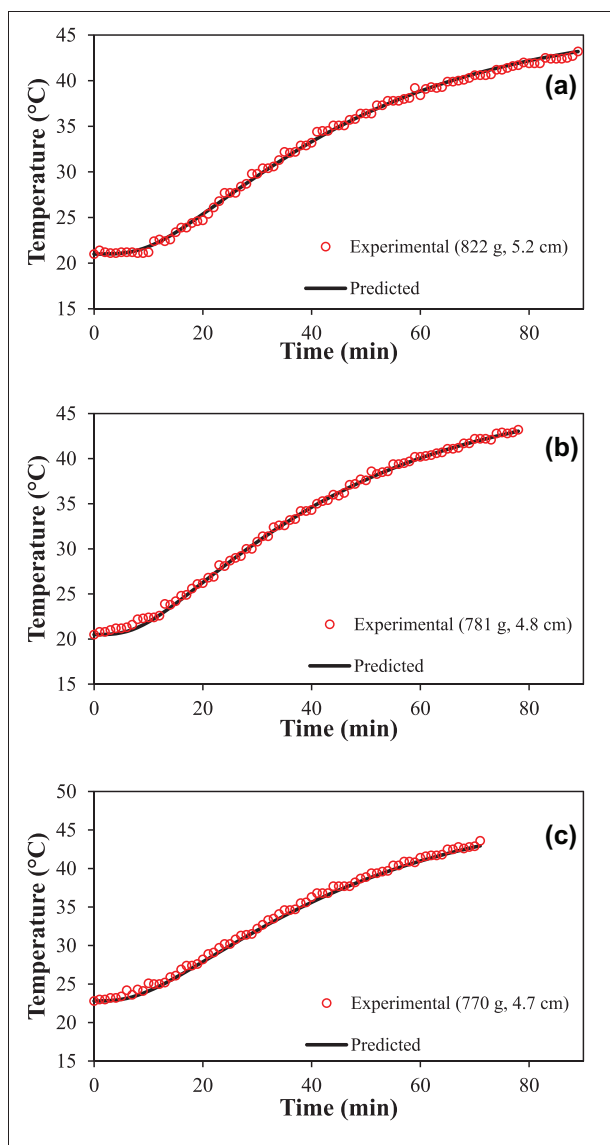 45
(a)
40
35
30
25
Experimental (822 g, 5.2 cm)
20
Predicted
15
0 20 40 60 80
Temperature (°C)
Time (min)
45
(b)
40
35
30
25
Experimental (781 g, 4.8 cm)
20
Predicted
15
0 20 40 60 80
Temperature (°C)
Time (min)
50
45
(c)
40
35
30
25
Experimental (770 g, 4.7 cm)
20
Predicted
15
0 20 40 60 80
Temperature (°C)
Time (min)